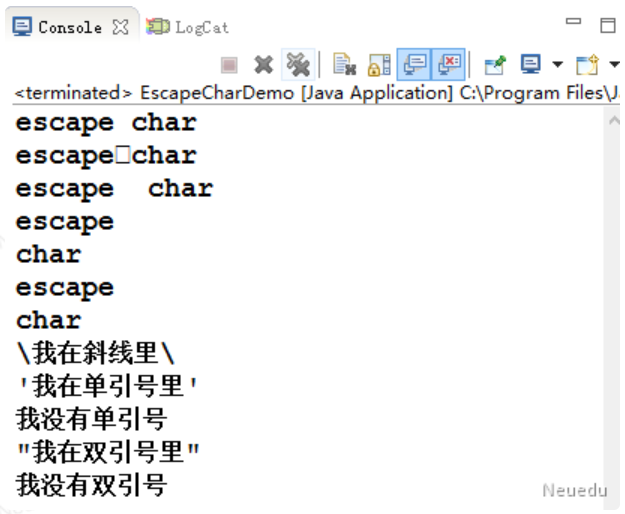 Console LogCat
<terminated> EscapeCharDemo [Java Application] C:\Program Files\J
escape char
escape□char
escape  char
escape
char
escape
char
\我在斜线里\
'我在单引号里'
我没有单引号
"我在双引号里"
我没有双引号
Neuedu